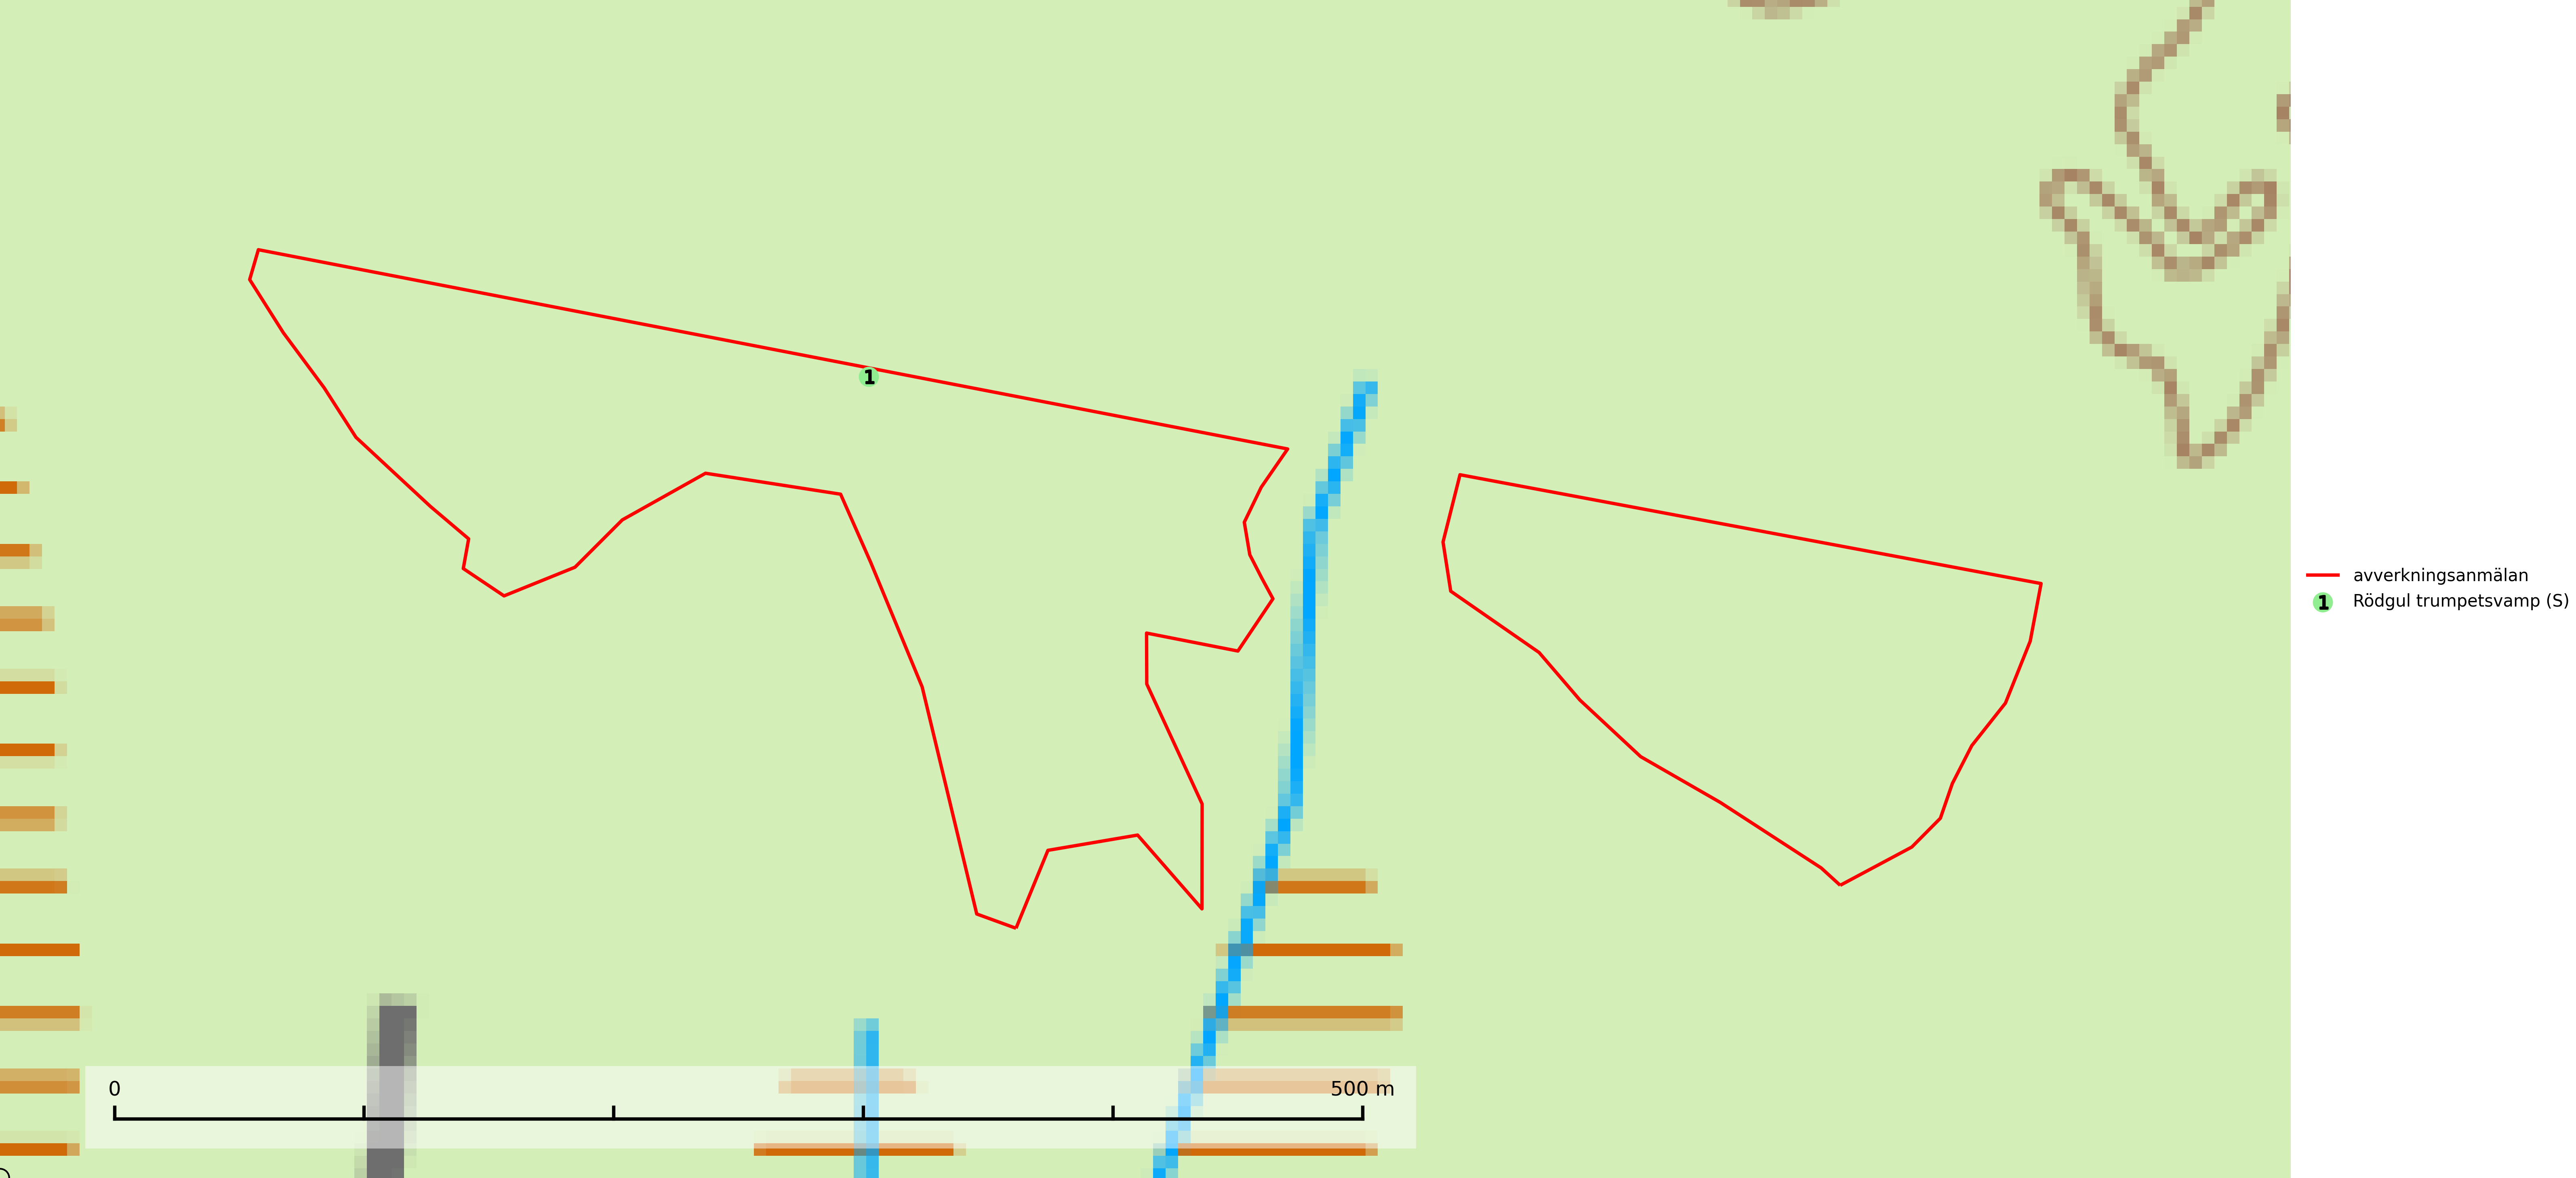 1
avverkningsanmälan
1 Rödgul trumpetsvamp (S)
0 500 m